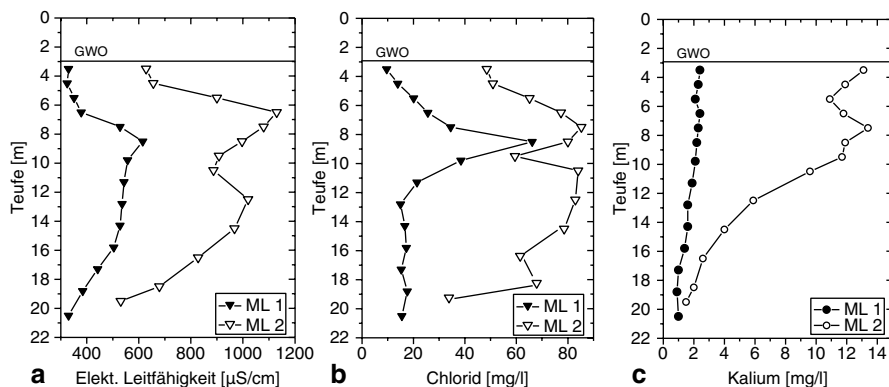 0
2
4
6
8
10
12
14
16
18
20
22
Teufe [m]
GWO
ML 1
ML 2
400 600 800 1000 1200
a Elekt. Leitfähigkeit [µS/cm]
0
2
4
6
8
10
12
14
16
18
20
22
Teufe [m]
GWO
ML 1
ML 2
0 20 40 60 80
b Chlorid [mg/l]
0
2
4
6
8
10
12
14
16
18
20
22
Teufe [m]
GWO
ML 1 ML 2
0 2 4 6 8 10 12 14
c Kalium [mg/l]